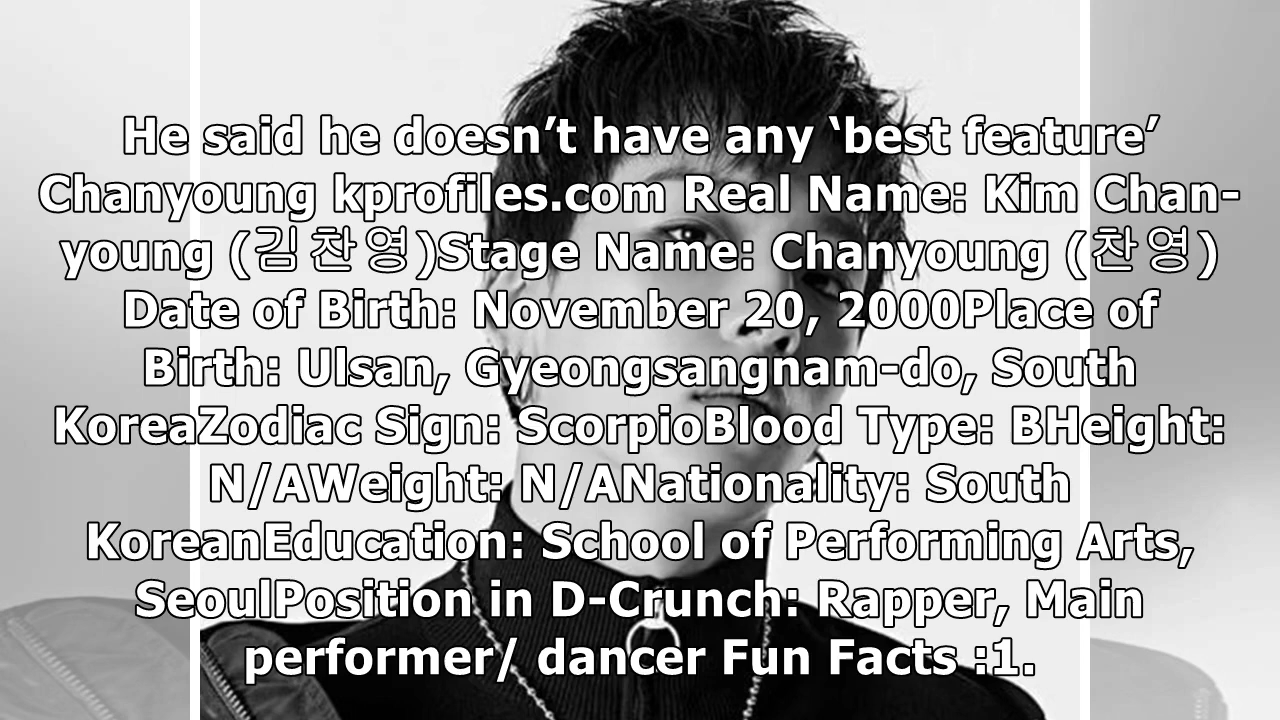 He said he doesn’t have any ‘best feature’
Chanyoung kprofiles.com Real Name: Kim Chan-
young (김찬영)Stage Name: Chanyoung (찬영)
Date of Birth: November 20, 2000Place of
Birth: Ulsan, Gyeongsangnam-do, South
KoreaZodiac Sign: ScorpioBlood Type: BHeight:
N/AWeight: N/ANationality: South
KoreanEducation: School of Performing Arts,
SeoulPosition in D-Crunch: Rapper, Main
performer/ dancer Fun Facts :1.